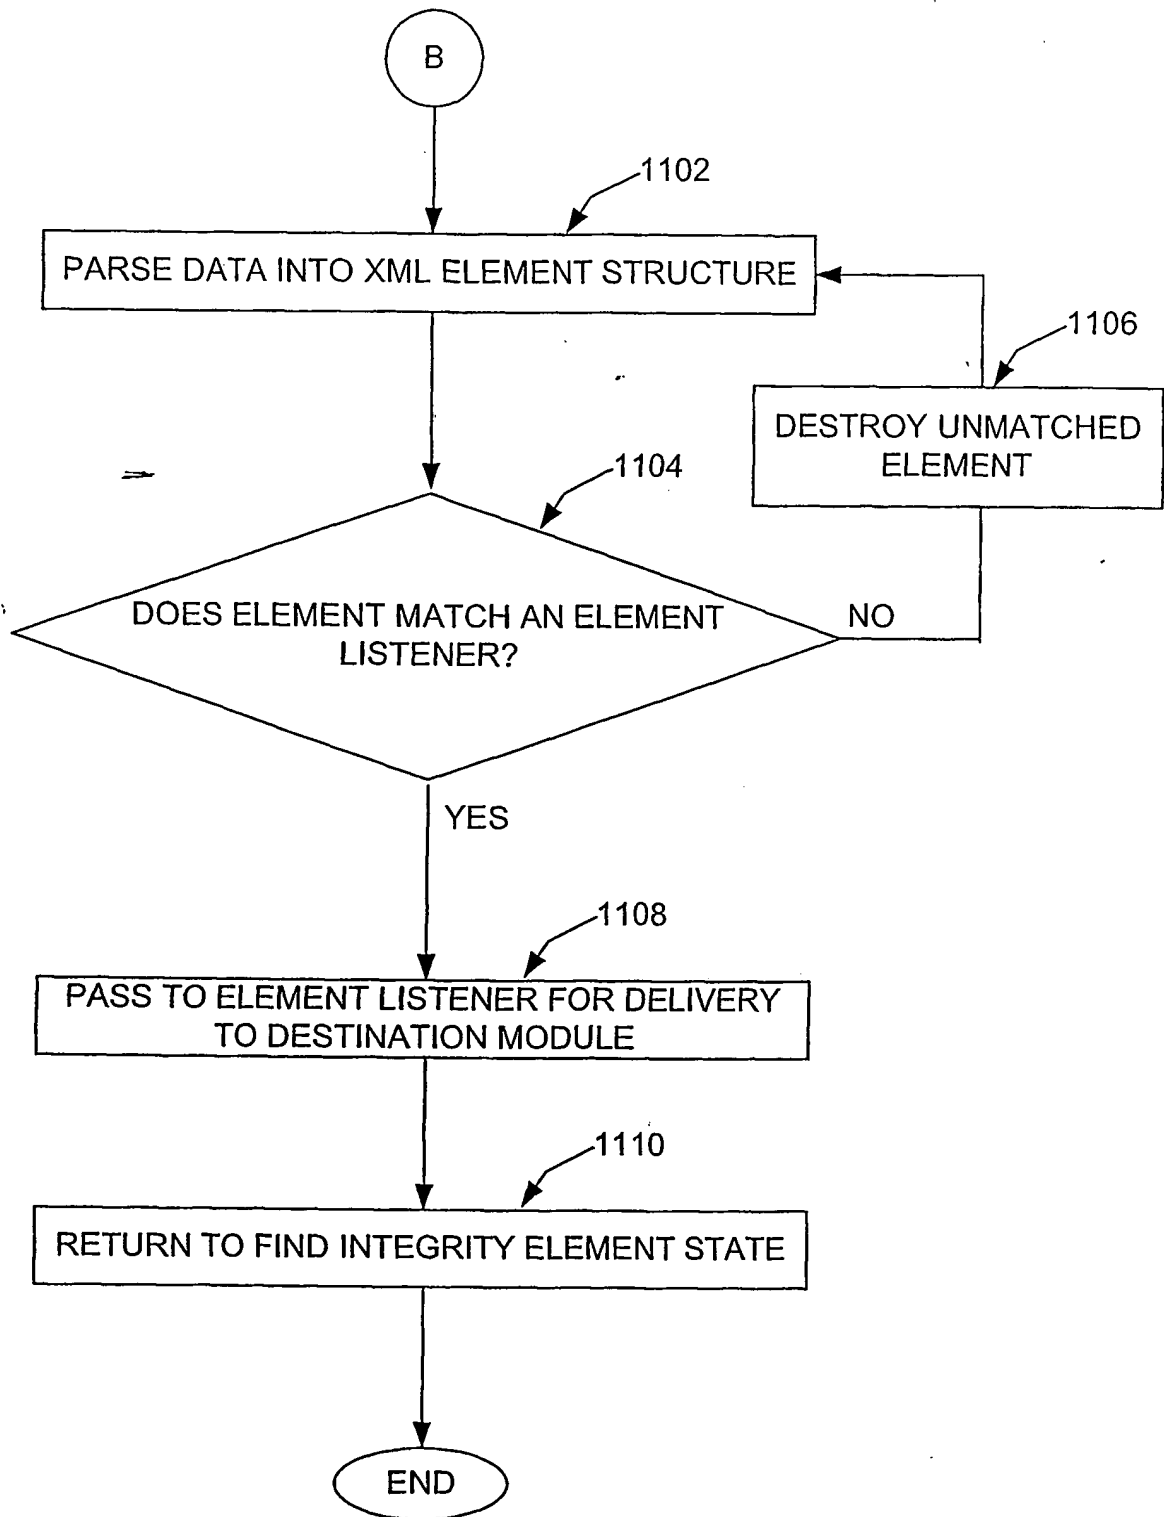 B
1102
PARSE DATA INTO XML ELEMENT STRUCTURE
1106
DESTROY UNMATCHED
ELEMENT
1104
DOES ELEMENT MATCH AN ELEMENT
LISTENER?
NO
YES
1108
PASS TO ELEMENT LISTENER FOR DELIVERY
TO DESTINATION MODULE
1110
RETURN TO FIND INTEGRITY ELEMENT STATE
END